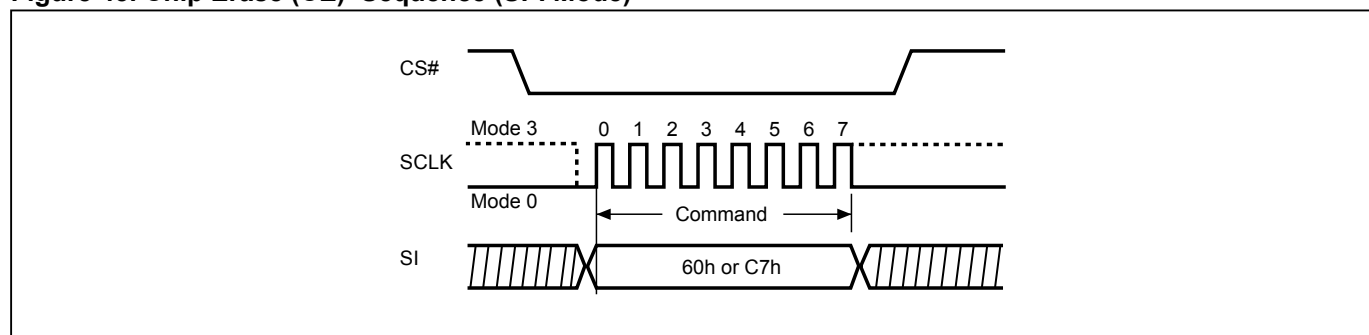 CS#
Mode 3
0 1 2 3 4 5 6 7
SCLK
Mode 0
Command
SI
60h or C7h